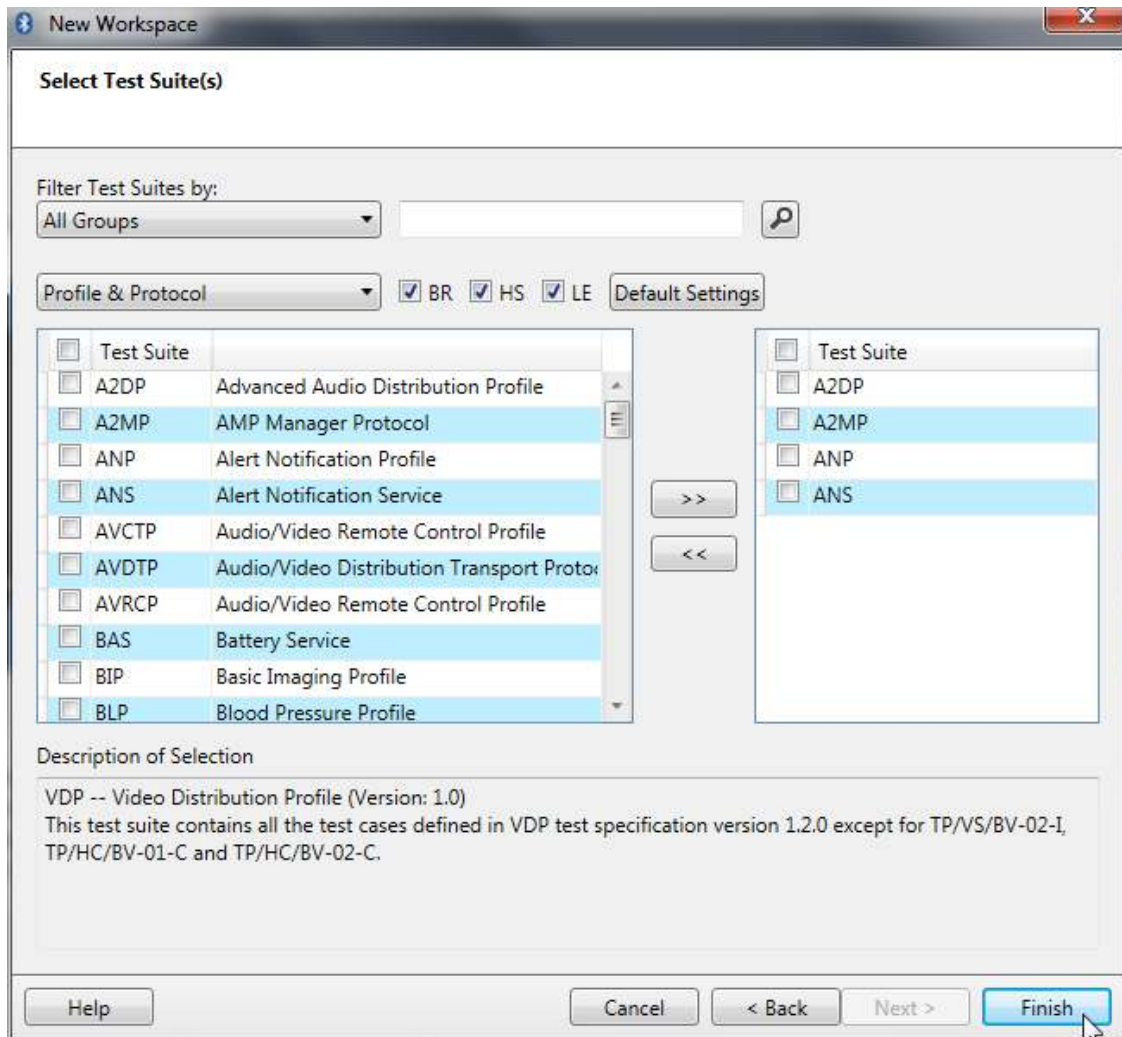 New Workspace
Select Test Suite(s)
Filter Test Suites by:
All Groups
Profile & Protocol BR HS LE Default Settings
Test Suite Test Suite
A2DP Advanced Audio Distribution Profile A2DP
A2MP AMP Manager Protocol A2MP
ANP Alert Notification Profile ANP
ANS Alert Notification Service ANS
>>
AVCTP Audio/Video Remote Control Profile
<<
AVDTP Audio/Video Distribution Transport Protoc
AVRCP Audio/Video Remote Control Profile
BAS Battery Service
BIP Basic Imaging Profile
BLP Blood Pressure Profile
Description of Selection
VDP -- Video Distribution Profile (Version: 1.0)
This test suite contains all the test cases defined in VDP test specification version 1.2.0 except for TP/VS/BV-02-I,
TP/HC/BV-01-C and TP/HC/BV-02-C.
Help Cancel < Back Next > Finish